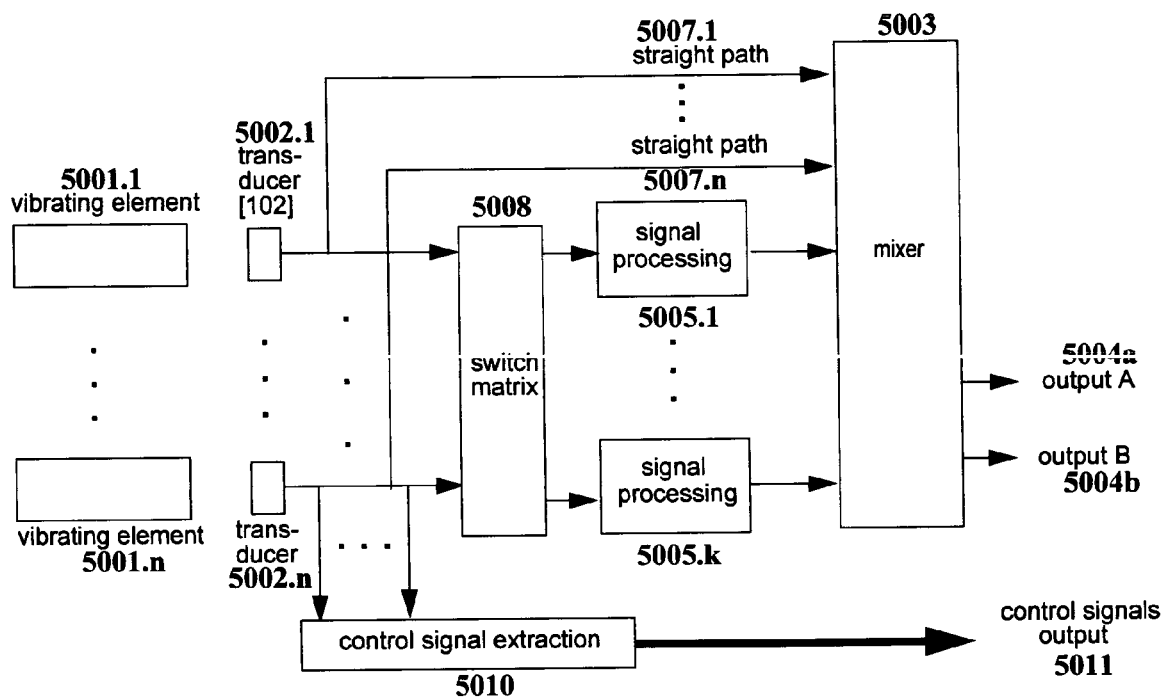 5007.1
straight path
5003
5002.1
trans-
ducer
[102]
straight path
5007.n
5001.1
vibrating element
5008
signal
processing
mixer
5005.1
switch
matrix
5004a
output A
signal
processing
output B
5004b
vibrating element
5001.n
trans-
ducer
5002.n
5005.k
control signal extraction
5010
control signals
output
5011